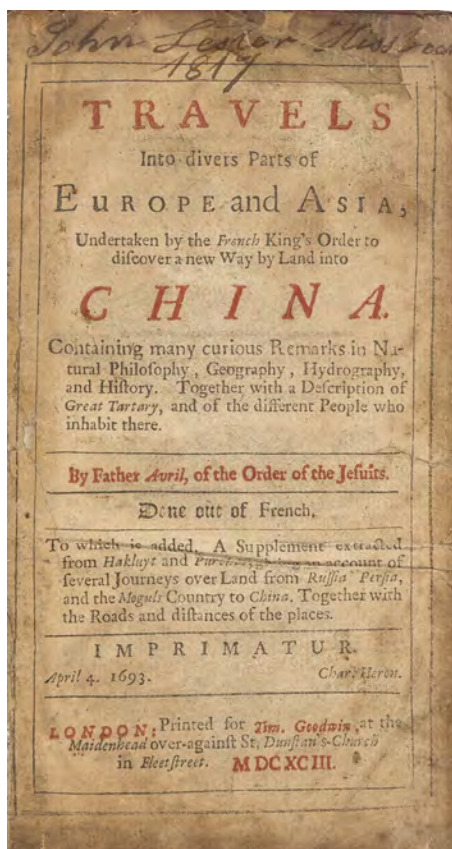 John Lester
1817
TRAVELS
Into divers Parts of
EUROPE and ASIA,
Undertaken by the French King's Order to
diſcover a new Way by Land into
CHINA.
Containing many curious Remarks in Na-
tural Philoſophy, Geography, Hydrography,
and Hiſtory. Together with a Deſcription of
Great Tartary, and of the different People who
inhabit there.
By Father Avril, of the Order of the Jeſuits.
Done out of French,
To which is added, A Supplement extracted
from Hakluyt and an account of
ſeveral Journeys over Land from Ruſſia Perſia,
and the Moguls Country to China. Together with
the Roads and diſtances of the places.
IMPRIMATUR.
April 4. 1693. Char. Heron.
LONDON: Printed for Tim. Goodwin, at the
Maidenhead over-againſt St. Dunſtan's-Church
in Fleetſtreet. MDCXCIII.